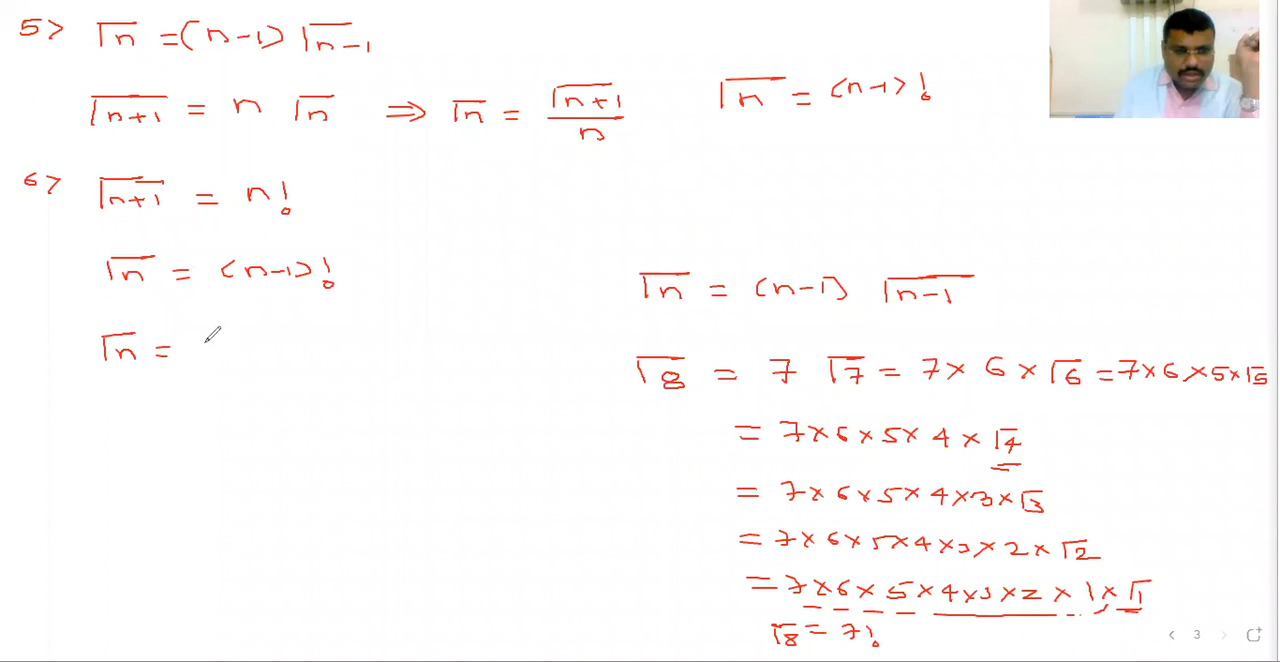 5> Γn = (n-1) Γn-1
Γn+1 = n Γn ⇒ Γn = Γn+1 / n
Γn = (n-1)!
6> Γn+1 = n!
Γn = (n-1)!
Γn =
Γn = (n-1) Γn-1
Γ8 = 7 Γ7 = 7 × 6 × Γ6 = 7×6×5×Γ5
= 7×6×5×4×Γ4
= 7×6×5×4×3×Γ3
= 7×6×5×4×3×2×Γ2
= 7×6×5×4×3×2×1×Γ1
Γ8 = 7!
< 3 >